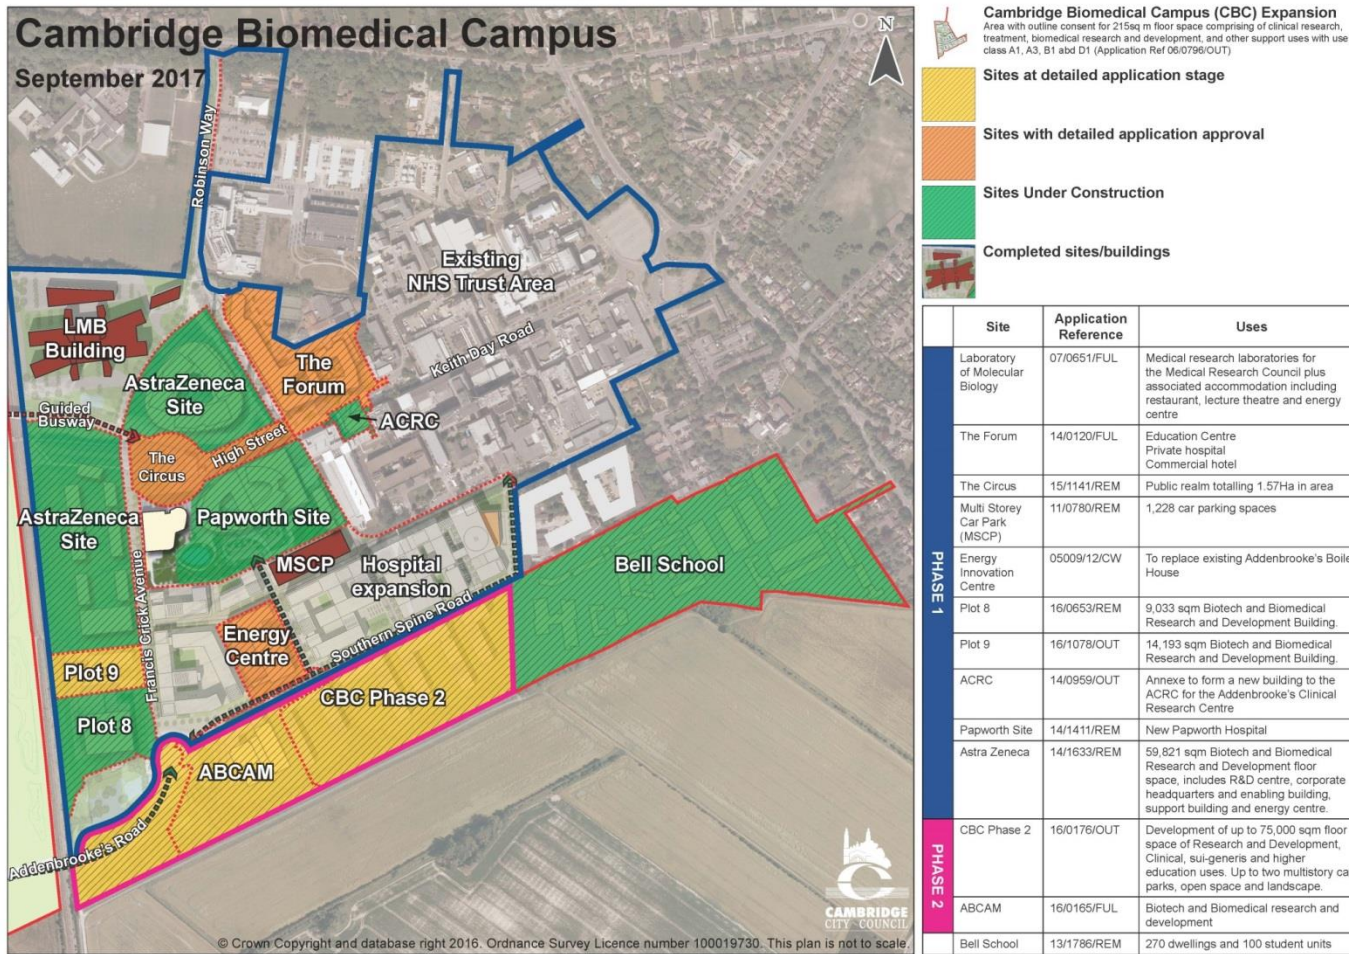 Cambridge Biomedical Campus
September 2017
N
Robinson Way
Existing
NHS Trust Area
Keith Day Road
LMB
Building
AstraZeneca
Site
The
Forum
Guided
Busway
ACRC
High Street
The
Circus
AstraZeneca
Site
Papworth Site
MSCP
Hospital
expansion
Bell School
Francis Crick Avenue
Energy
Centre
Southern Spine Road
Plot 9
CBC Phase 2
Plot 8
ABCAM
Addenbrooke's Road
CAMBRIDGE
CITY COUNCIL
© Crown Copyright and database right 2016. Ordnance Survey Licence number 100019730. This plan is not to scale.
Cambridge Biomedical Campus (CBC) Expansion
Area with outline consent for 215sq m floor space comprising of clinical research,
treatment, biomedical research and development, and other support uses with use
class A1, A3, B1 abd D1 (Application Ref 06/0796/OUT)
Sites at detailed application stage
Sites with detailed application approval
Sites Under Construction
Completed sites/buildings
Site
Application
Reference
Uses
PHASE 1
Laboratory
of Molecular
Biology
07/0651/FUL
Medical research laboratories for
the Medical Research Council plus
associated accommodation including
restaurant, lecture theatre and energy
centre
The Forum
14/0120/FUL
Education Centre
Private hospital
Commercial hotel
The Circus
15/1141/REM
Public realm totalling 1.57Ha in area
Multi Storey
Car Park
(MSCP)
11/0780/REM
1,228 car parking spaces
Energy
Innovation
Centre
05009/12/CW
To replace existing Addenbrooke's Boile
House
Plot 8
16/0653/REM
9,033 sqm Biotech and Biomedical
Research and Development Building.
Plot 9
16/1078/OUT
14,193 sqm Biotech and Biomedical
Research and Development Building.
ACRC
14/0959/OUT
Annexe to form a new building to the
ACRC for the Addenbrooke's Clinical
Research Centre
Papworth Site
14/1411/REM
New Papworth Hospital
Astra Zeneca
14/1633/REM
59,821 sqm Biotech and Biomedical
Research and Development floor
space, includes R&D centre, corporate
headquarters and enabling building,
support building and energy centre.
PHASE 2
CBC Phase 2
16/0176/OUT
Development of up to 75,000 sqm floor
space of Research and Development,
Clinical, sui-generis and higher
education uses. Up to two multistory ca
parks, open space and landscape.
ABCAM
16/0165/FUL
Biotech and Biomedical research and
development
Bell School
13/1786/REM
270 dwellings and 100 student units